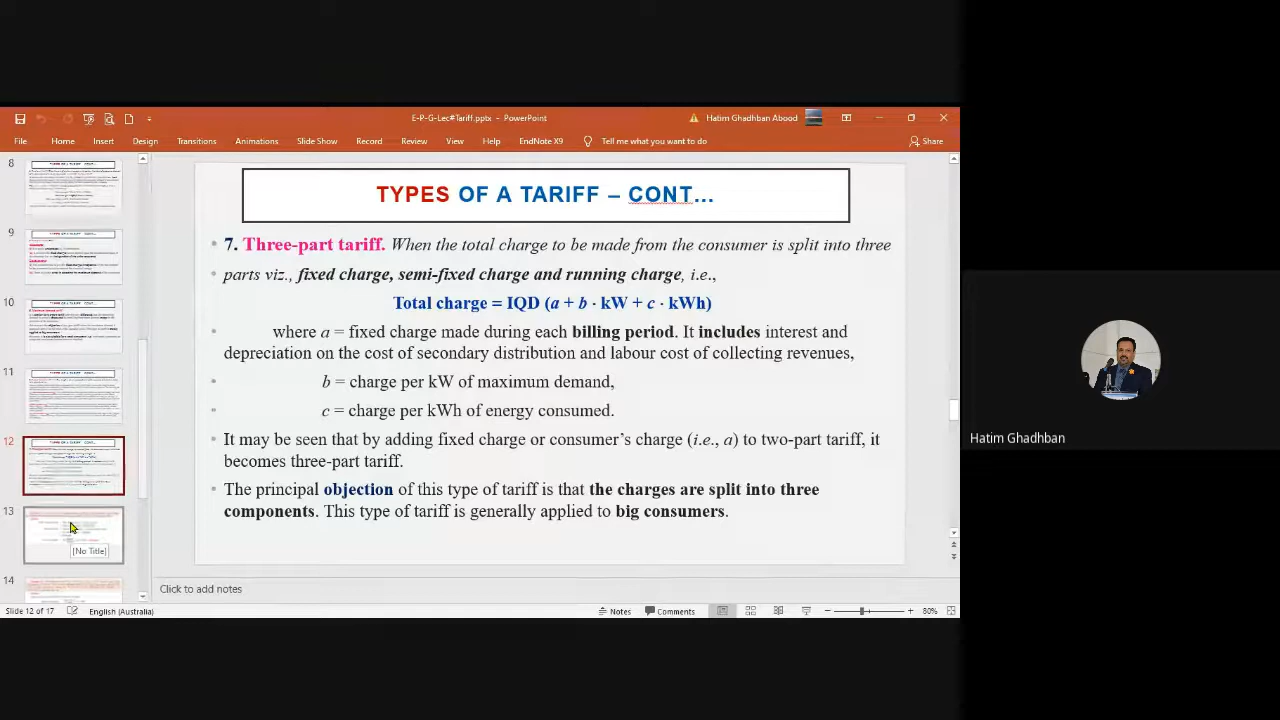 E-P-G-Lec#Tariff.pptx – PowerPoint
Hatim Ghadhban Abood
File Home Insert Design Transitions Animations Slide Show Record Review View Help EndNote X9 Tell me what you want to do Share
8
9
10
11
12
13
[No Title]
14
TYPES OF A TARIFF – CONT…
7. Three-part tariff. When the total charge to be made from the consumer is split into three
parts viz., fixed charge, semi-fixed charge and running charge, i.e.,
Total charge = IQD (a + b · kW + c · kWh)
where a = fixed charge made during each billing period. It includes interest and
depreciation on the cost of secondary distribution and labour cost of collecting revenues,
b = charge per kW of maximum demand,
c = charge per kWh of energy consumed.
It may be seen that by adding fixed charge or consumer’s charge (i.e., a) to two-part tariff, it
becomes three-part tariff.
The principal objection of this type of tariff is that the charges are split into three
components. This type of tariff is generally applied to big consumers.
Click to add notes
Slide 12 of 17 English (Australia) Notes Comments 80%
Hatim Ghadhban